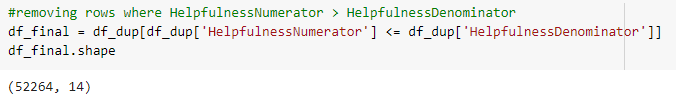 #removing rows where HelpfulnessNumerator > HelpfulnessDenominator
df_final = df_dup[df_dup['HelpfulnessNumerator'] <= df_dup['HelpfulnessDenominator']]
df_final.shape
(52264, 14)